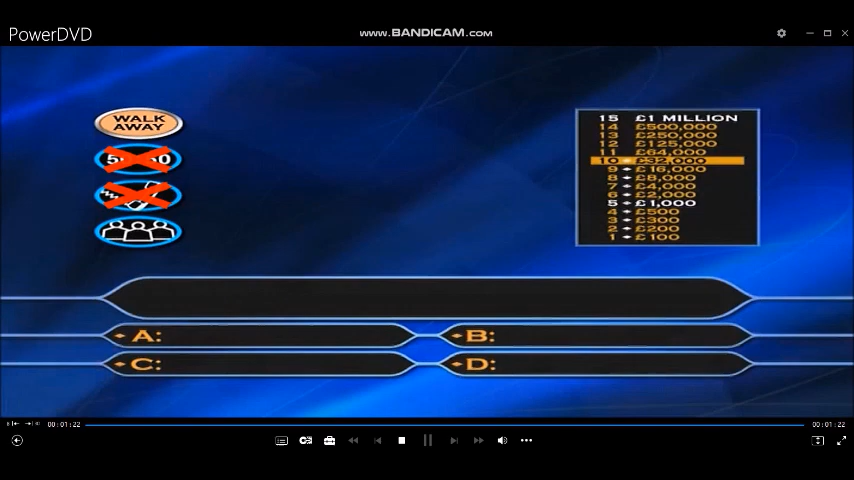 PowerDVD
www.BANDICAM.com
WALK
AWAY
15 £1 MILLION
14 £500,000
13 £250,000
12 £125,000
11 £64,000
10 £32,000
9 £16,000
8 £8,000
7 £4,000
6 £2,000
5 £1,000
4 £500
3 £300
2 £200
1 £100
A:
B:
C:
D:
00:01:22
00:01:22